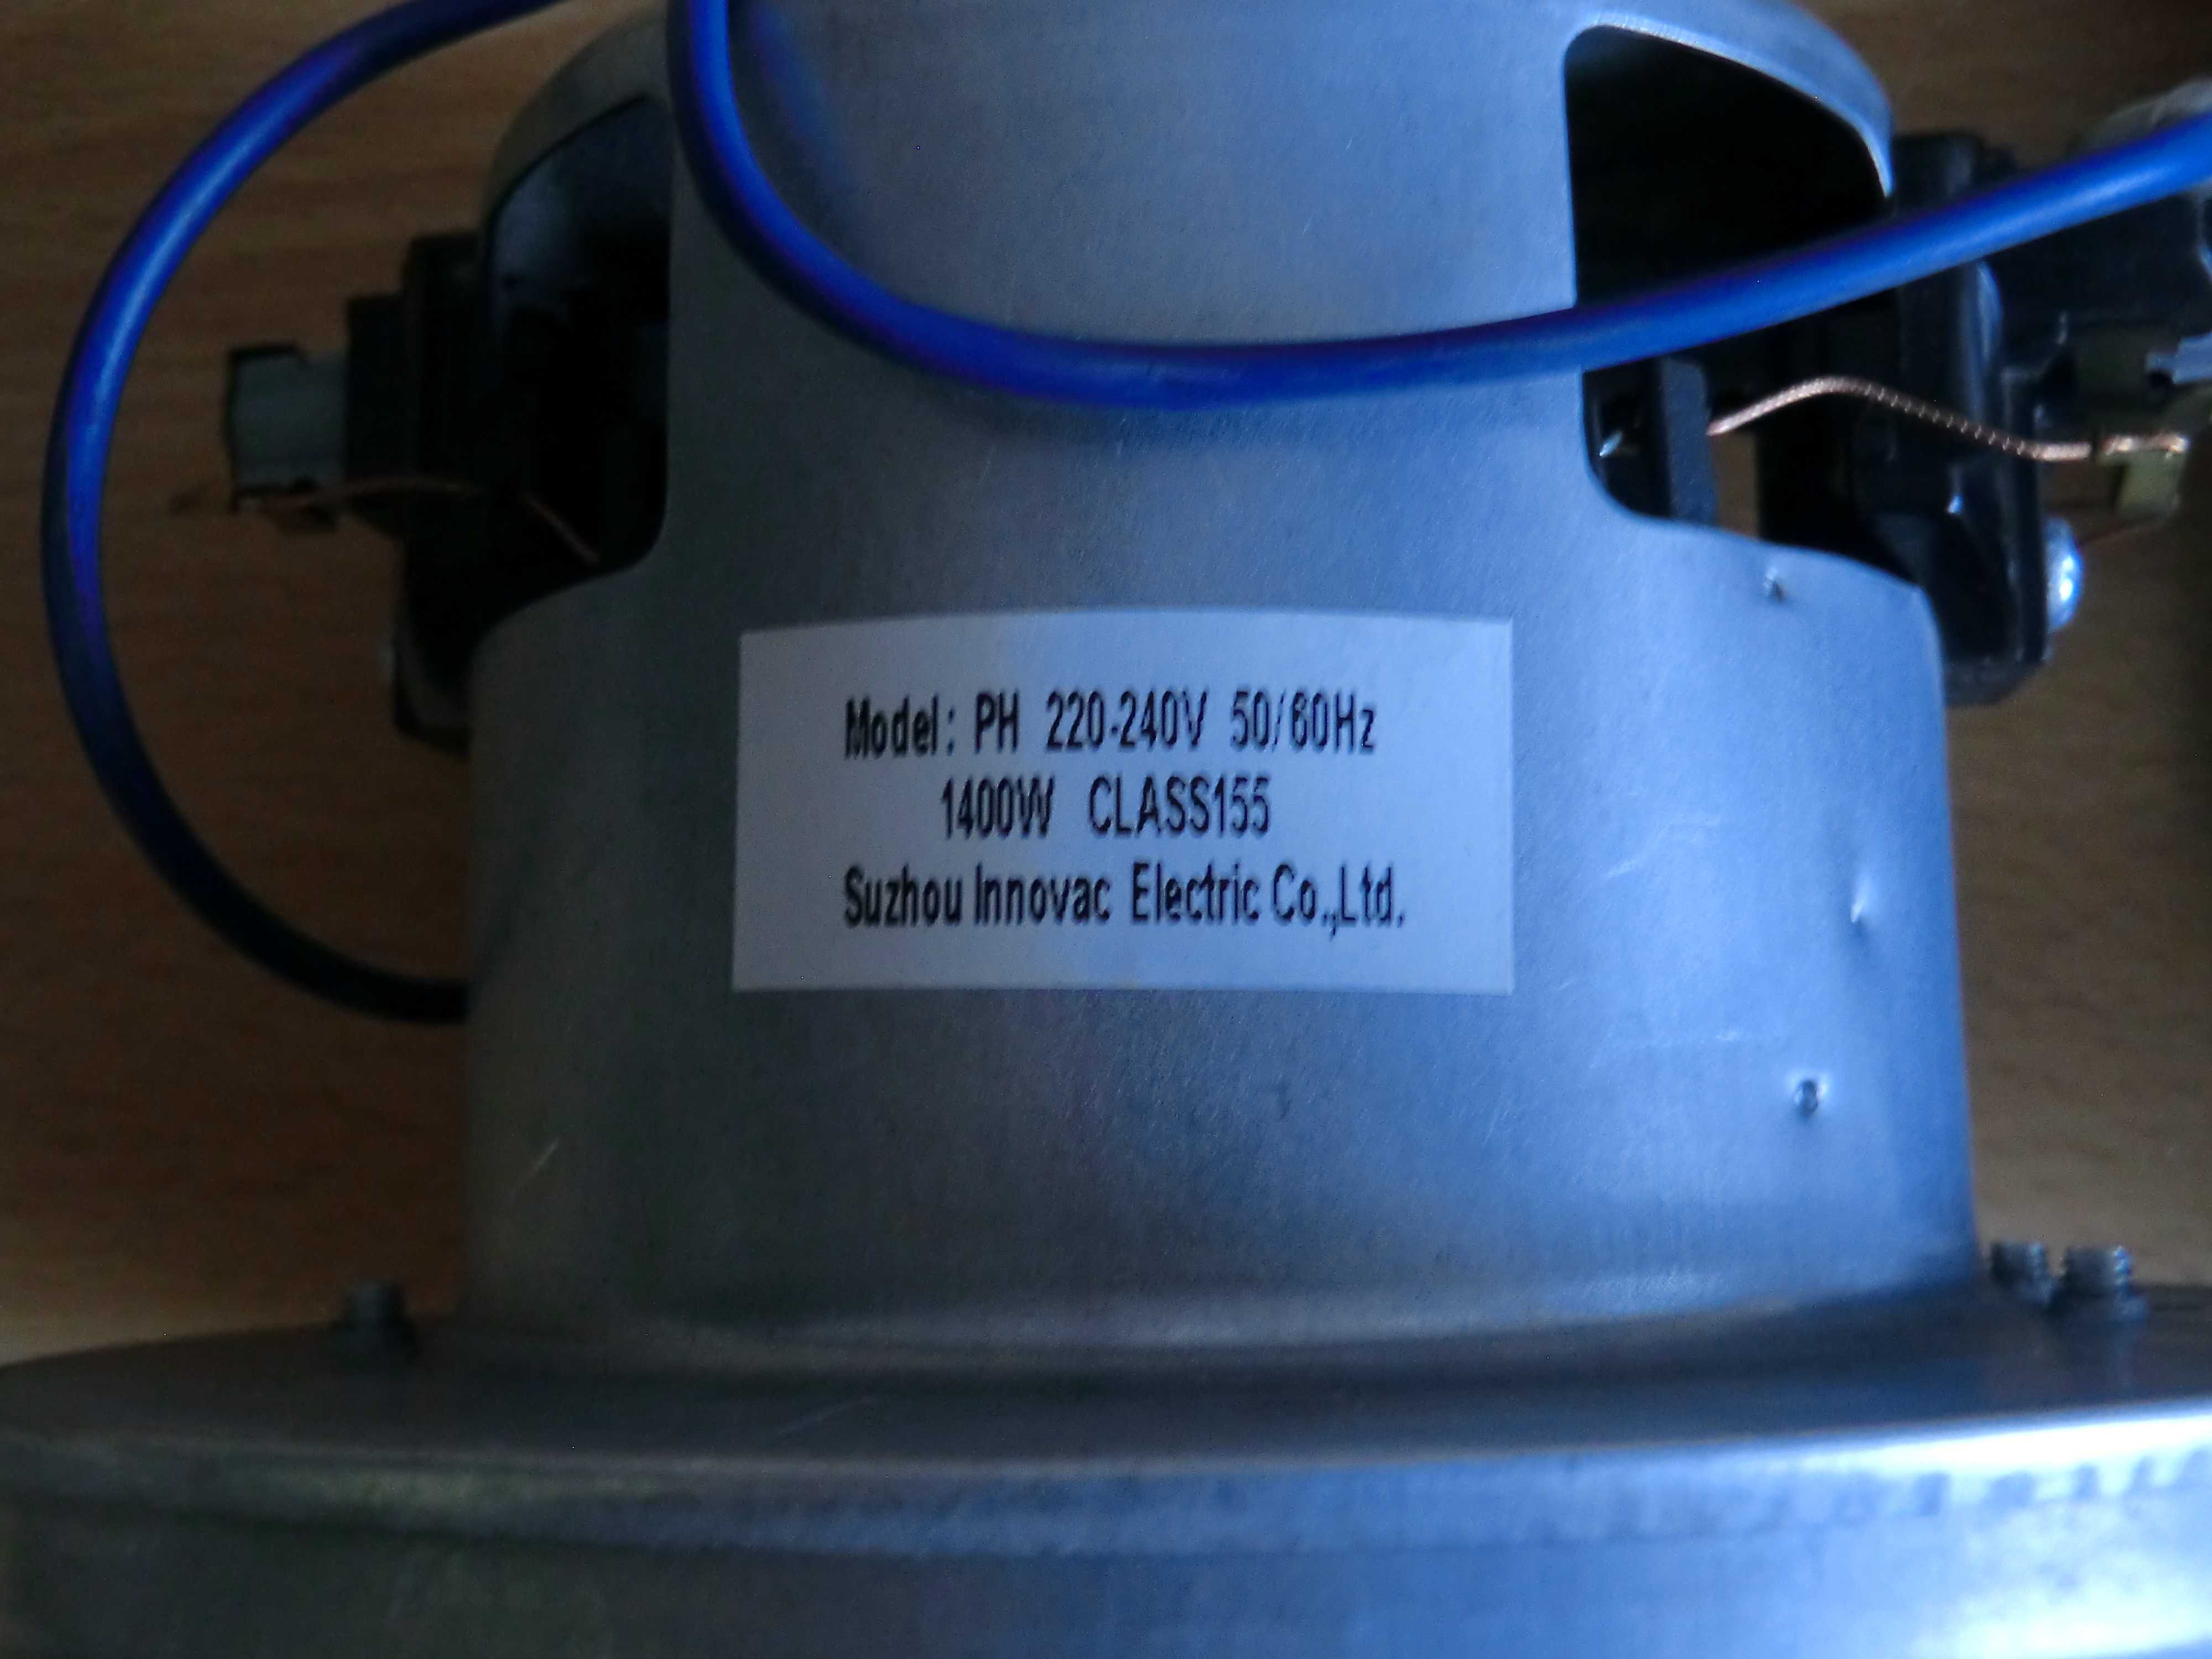 Model: PH 220-240V 50/60Hz
1400W CLASS155
Suzhou Innovac Electric Co.,Ltd.